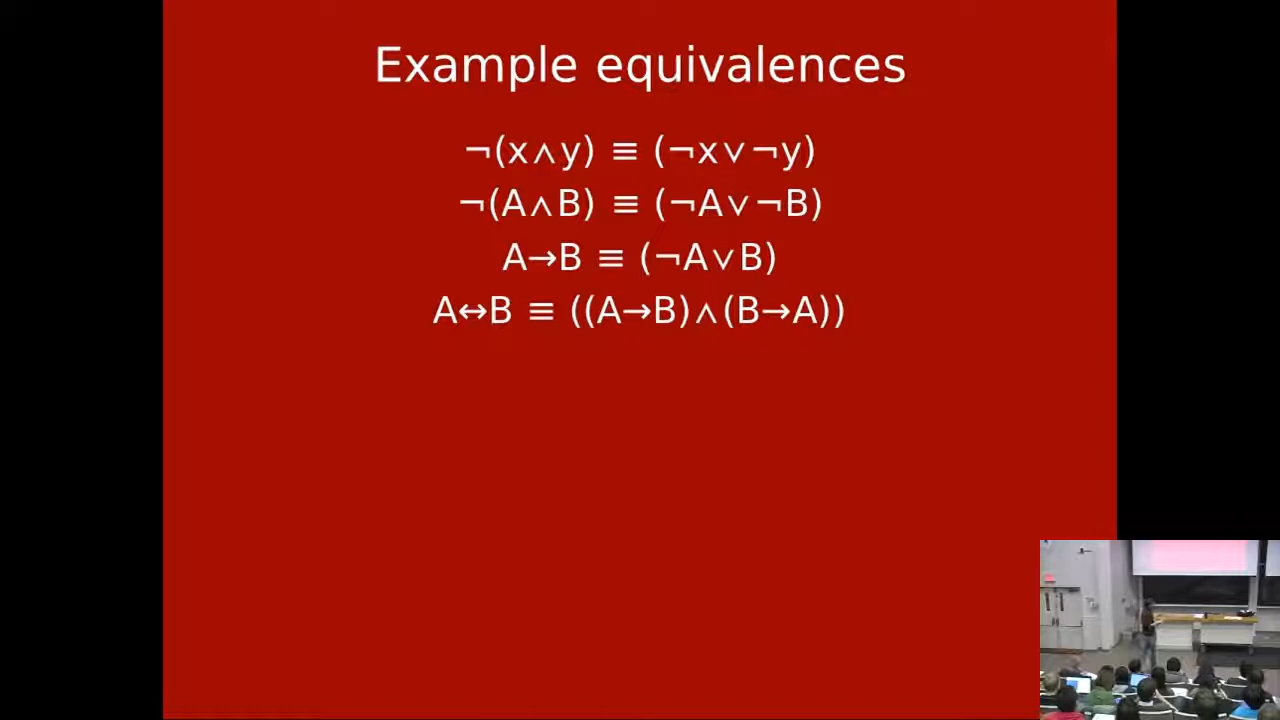 Example equivalences
¬(x∧y) ≡ (¬x∨¬y)
¬(A∧B) ≡ (¬A∨¬B)
A→B ≡ (¬A∨B)
A↔B ≡ ((A→B)∧(B→A))